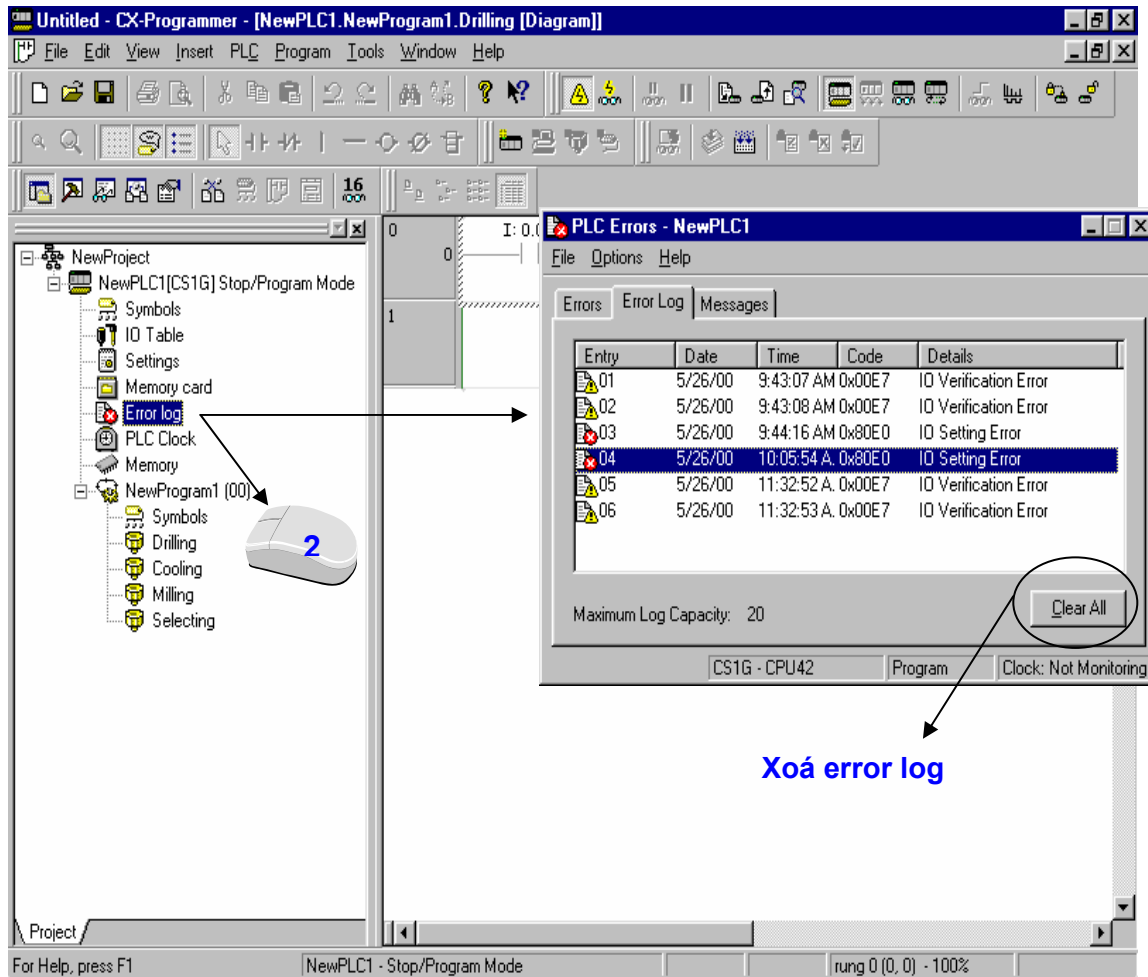 Untitled - CX-Programmer - [NewPLC1.NewProgram1.Drilling [Diagram]]
File Edit View Insert PLC Program Tools Window Help
16
NewProject
NewPLC1[CS1G] Stop/Program Mode
Symbols
IO Table
Settings
Memory card
Error log
PLC Clock
Memory
NewProgram1 (00)
Symbols
Drilling
Cooling
Milling
Selecting
2
Project
0
0
I: 0.0
1
PLC Errors - NewPLC1
File Options Help
Errors Error Log Messages
Entry Date Time Code Details
01 5/26/00 9:43:07 AM 0x00E7 IO Verification Error
02 5/26/00 9:43:08 AM 0x00E7 IO Verification Error
03 5/26/00 9:44:16 AM 0x80E0 IO Setting Error
04 5/26/00 10:05:54 A. 0x80E0 IO Setting Error
05 5/26/00 11:32:52 A. 0x00E7 IO Verification Error
06 5/26/00 11:32:53 A. 0x00E7 IO Verification Error
Maximum Log Capacity: 20
Clear All
CS1G - CPU42 Program Clock: Not Monitoring
Xoá error log
For Help, press F1 NewPLC1 - Stop/Program Mode rung 0 (0, 0) - 100%